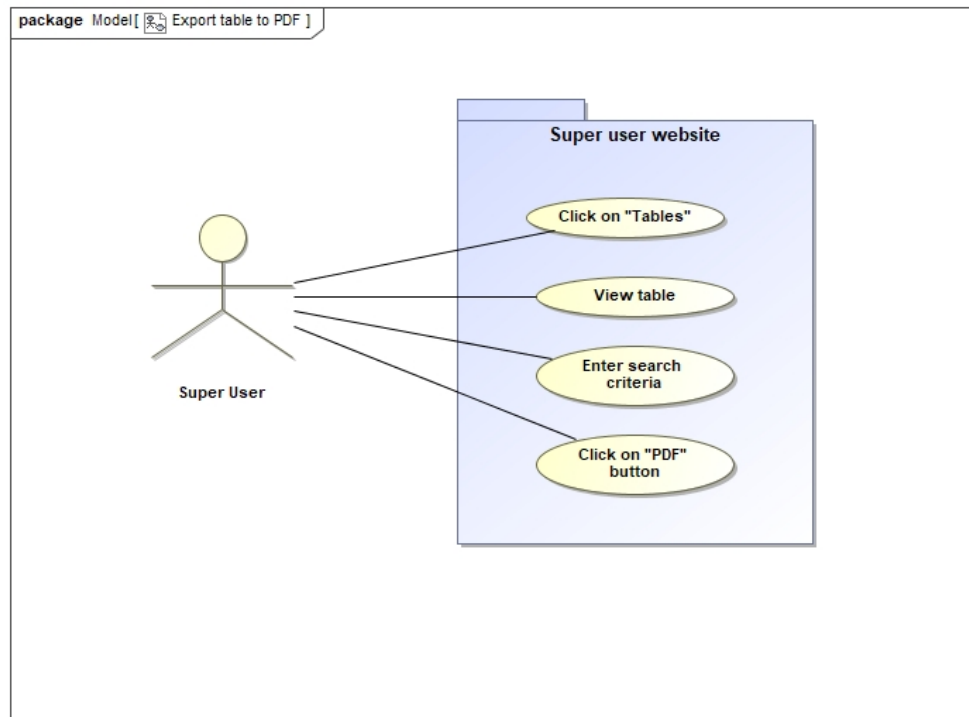 package Model[ Export table to PDF ]
Super user website
Click on "Tables"
View table
Enter search
criteria
Click on "PDF"
button
Super User